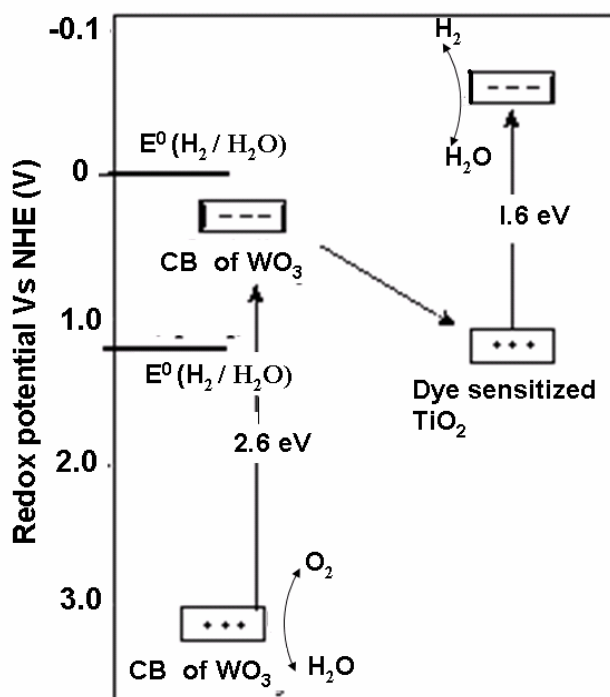 Redox potential Vs NHE (V)
-0.1
0
1.0
2.0
3.0
E⁰ (H₂ / H₂O)
CB of WO₃
E⁰ (H₂ / H₂O)
2.6 eV
O₂
H₂O
CB of WO₃
H₂
H₂O
I.6 eV
Dye sensitized
TiO₂